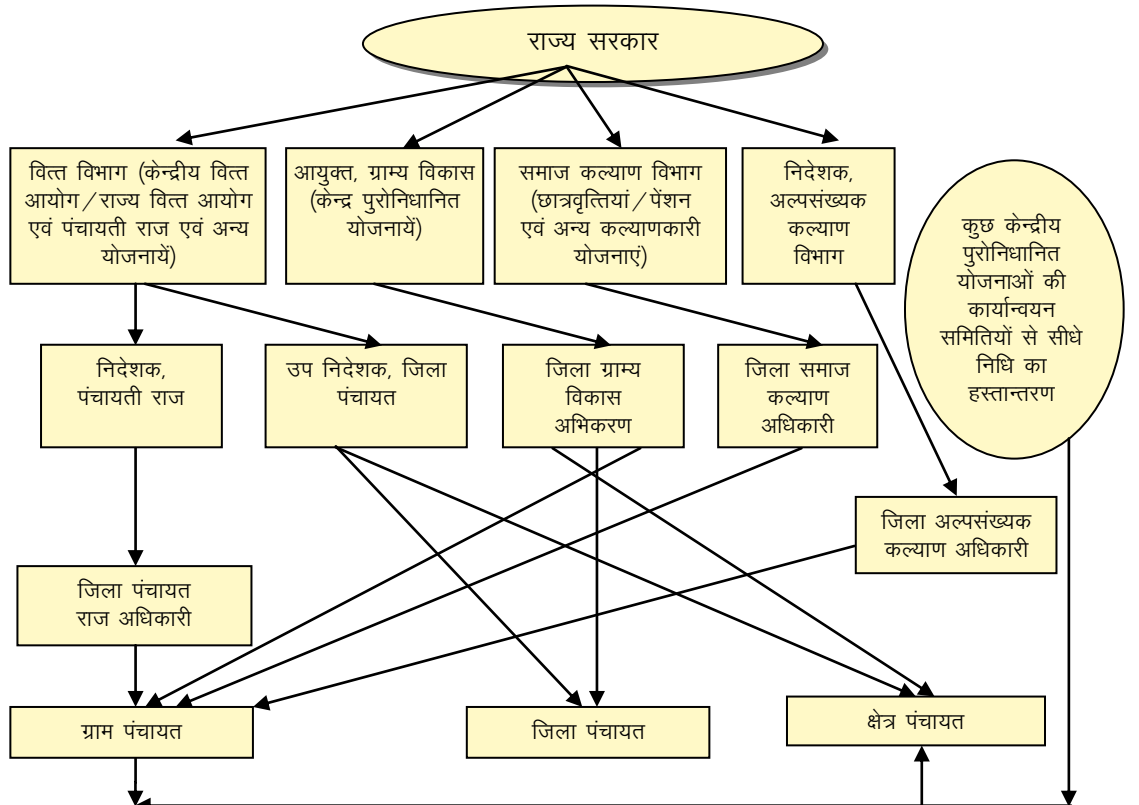 राज्य सरकार
वित्त विभाग (केन्द्रीय वित्त
आयोग/राज्य वित्त आयोग
एवं पंचायती राज एवं अन्य
योजनायें)
आयुक्त, ग्राम्य विकास
(केन्द्र पुरोनिधानित
योजनायें)
समाज कल्याण विभाग
(छात्रवृत्तियां/पेंशन
एवं अन्य कल्याणकारी
योजनाएं)
निदेशक,
अल्पसंख्यक
कल्याण
विभाग
कुछ केन्द्रीय
पुरोनिधानित
योजनाओं की
कार्यान्वयन
समितियों से सीधे
निधि का
हस्तान्तरण
निदेशक,
पंचायती राज
उप निदेशक, जिला
पंचायत
जिला ग्राम्य
विकास
अभिकरण
जिला समाज
कल्याण
अधिकारी
जिला अल्पसंख्यक
कल्याण अधिकारी
जिला पंचायत
राज अधिकारी
ग्राम पंचायत
जिला पंचायत
क्षेत्र पंचायत